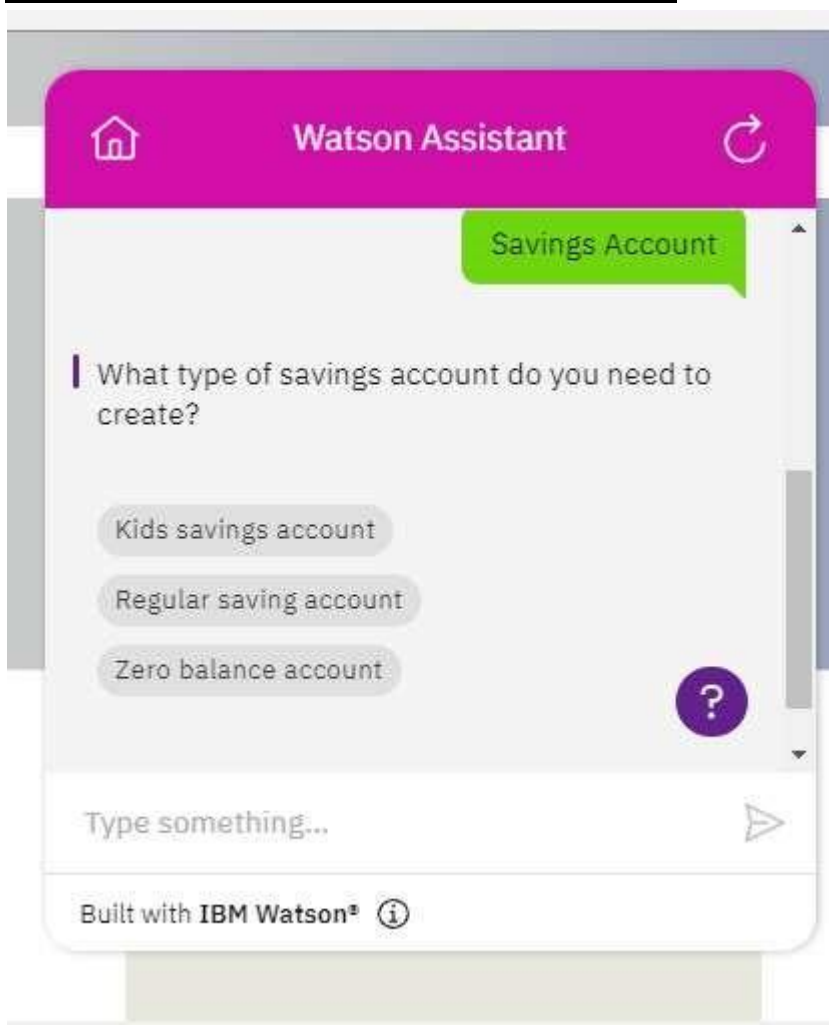 Watson Assistant
Savings Account
What type of savings account do you need to
create?
Kids savings account
Regular saving account
Zero balance account
?
Type something...
Built with IBM Watson®